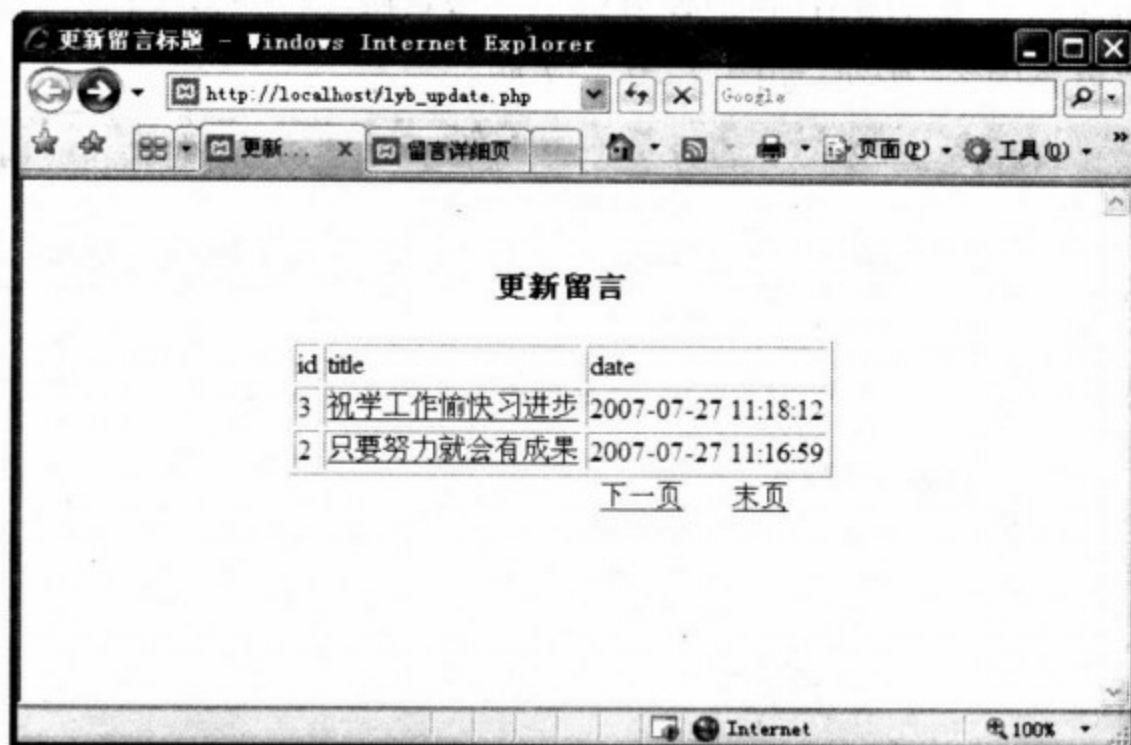 更新留言标题 - Windows Internet Explorer
http://localhost/lyb_update.php Google
更新... 留言详细页 页面(P) 工具(O)
更新留言
id title date
3 祝学工作愉快习进步 2007-07-27 11:18:12
2 只要努力就会有成果 2007-07-27 11:16:59
下一页 末页
Internet 100%